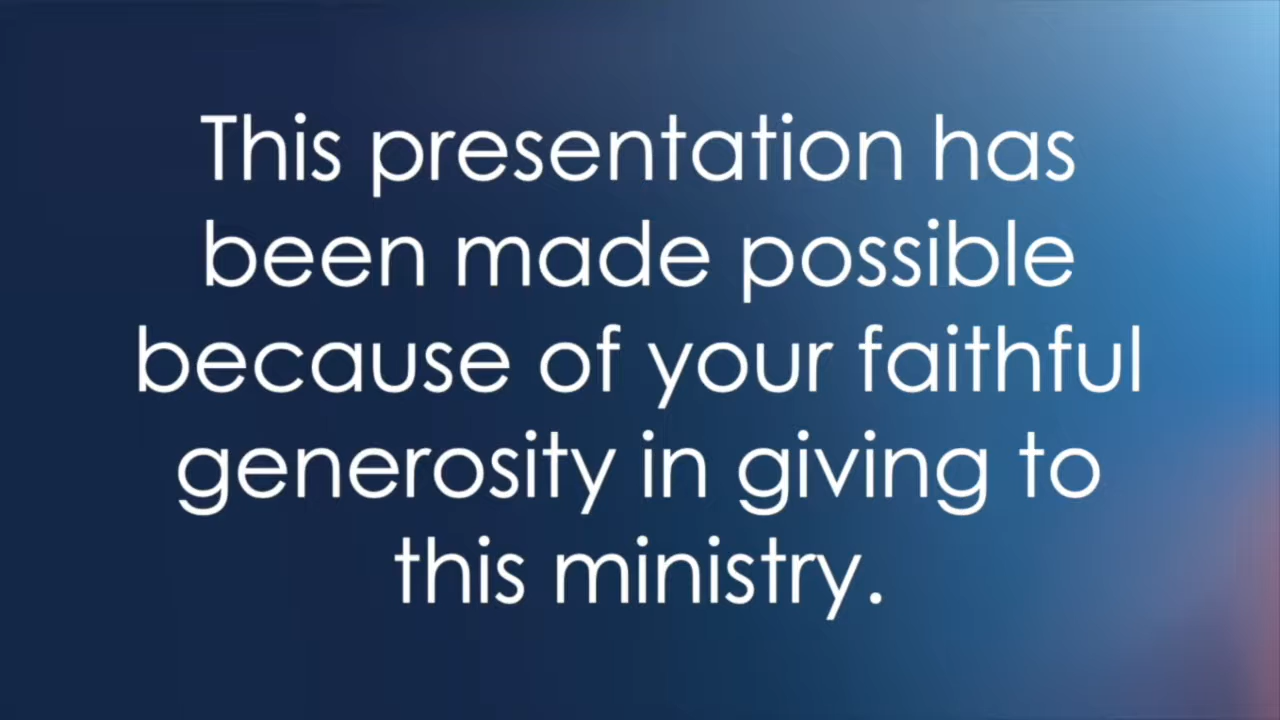 This presentation has
been made possible
because of your faithful
generosity in giving to
this ministry.